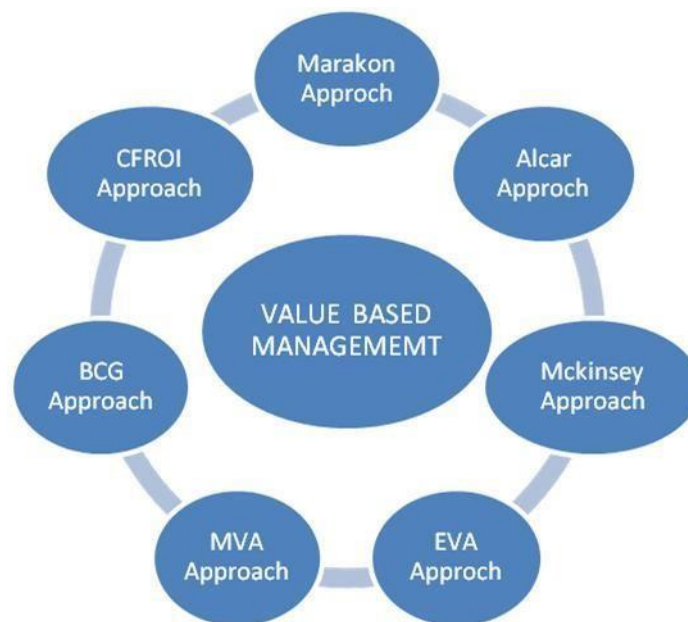 Marakon
Approch
Alcar
Approch
Mckinsey
Approach
EVA
Approch
MVA
Approach
BCG
Approach
CFROI
Approach
VALUE BASED
MANAGEMEMT